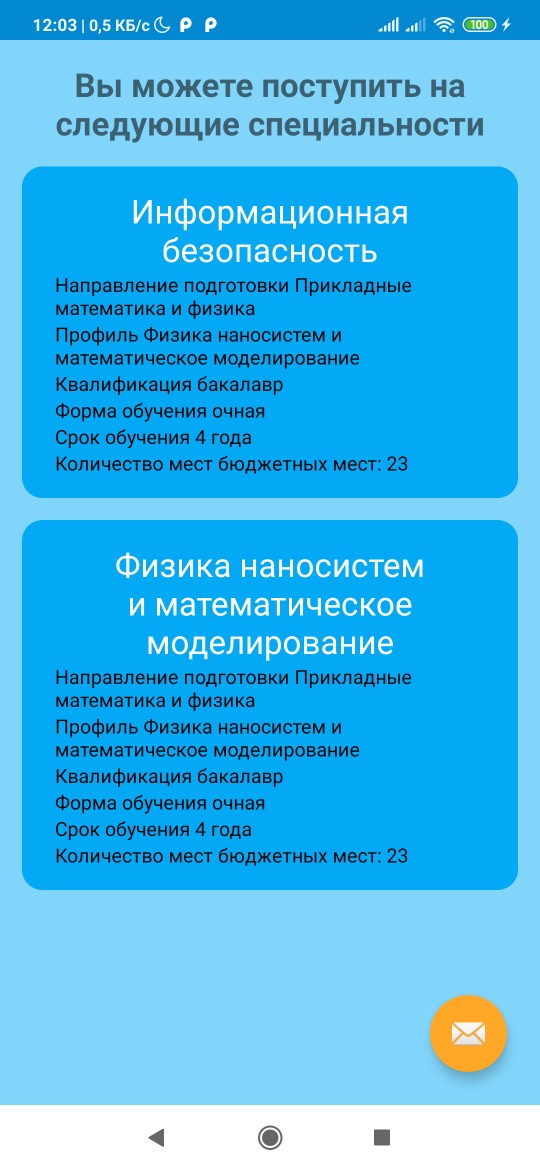 12:03 | 0,5 КБ/с
100
Вы можете поступить на
следующие специальности
Информационная
безопасность
Направление подготовки Прикладные
математика и физика
Профиль Физика наносистем и
математическое моделирование
Квалификация бакалавр
Форма обучения очная
Срок обучения 4 года
Количество мест бюджетных мест: 23
Физика наносистем
и математическое
моделирование
Направление подготовки Прикладные
математика и физика
Профиль Физика наносистем и
математическое моделирование
Квалификация бакалавр
Форма обучения очная
Срок обучения 4 года
Количество мест бюджетных мест: 23